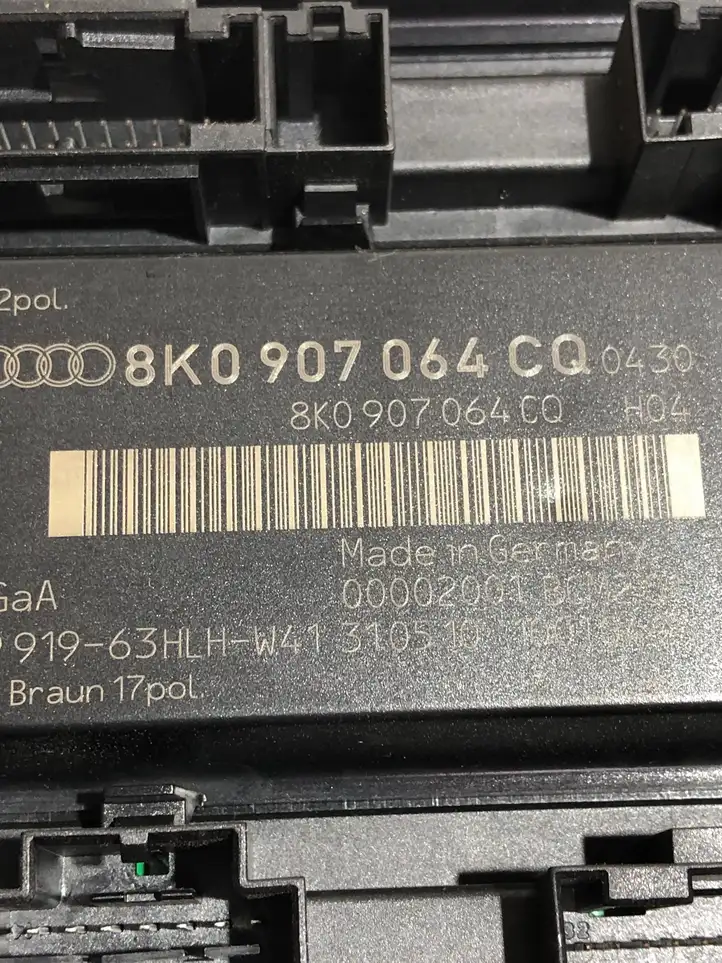 2pol.
8K0 907 064 CQ 0430
8K0 907 064 CQ H04
Made in Germany
GaA 00002001
919-63HLH-W41 31.05.10
Braun 17pol.